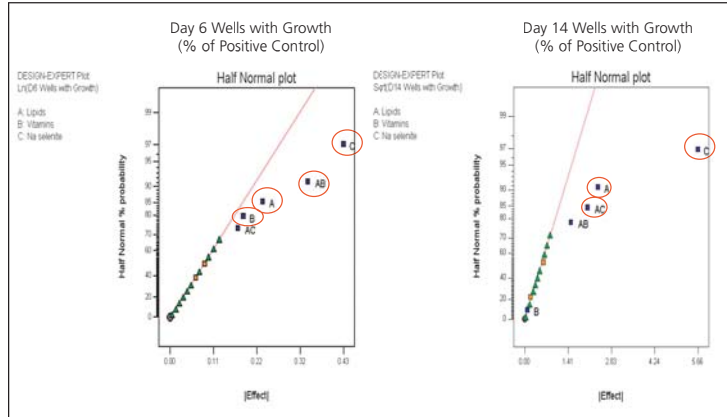 Day 6 Wells with Growth
(% of Positive Control)
DESIGN-EXPERT Plot
Ln(D6 Wells with Growth)
A: Lipids
B: Vitamins
C: Na selenite
Half Normal plot
Half Normal % probability
99
97
95
90
85
80
70
60
40
20
0
C
AB
A
B
AC
0.00
0.11
0.22
0.32
0.43
|Effect|
Day 14 Wells with Growth
(% of Positive Control)
DESIGN-EXPERT Plot
Sqrt(D14 Wells with Growth)
A: Lipids
B: Vitamins
C: Na selenite
Half Normal plot
Half Normal % probability
99
97
95
90
85
80
70
60
40
20
0
C
A
AC
AB
B
0.00
1.41
2.83
4.24
5.66
|Effect|